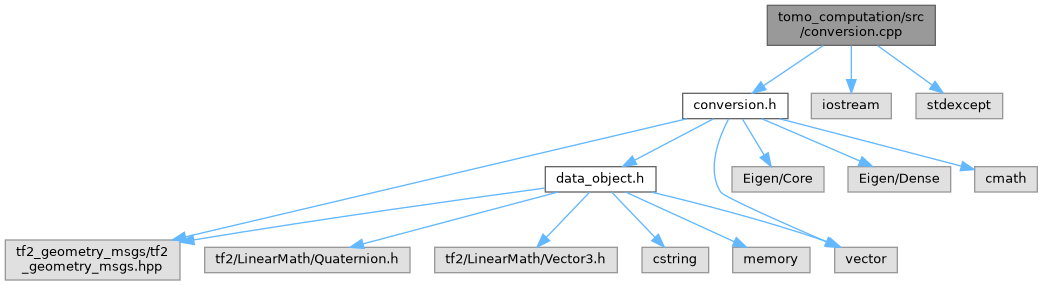 tomo_computation/src
/conversion.cpp
conversion.h
iostream
stdexcept
data_object.h
Eigen/Core
Eigen/Dense
cmath
tf2_geometry_msgs/tf2
_geometry_msgs.hpp
tf2/LinearMath/Quaternion.h
tf2/LinearMath/Vector3.h
cstring
memory
vector